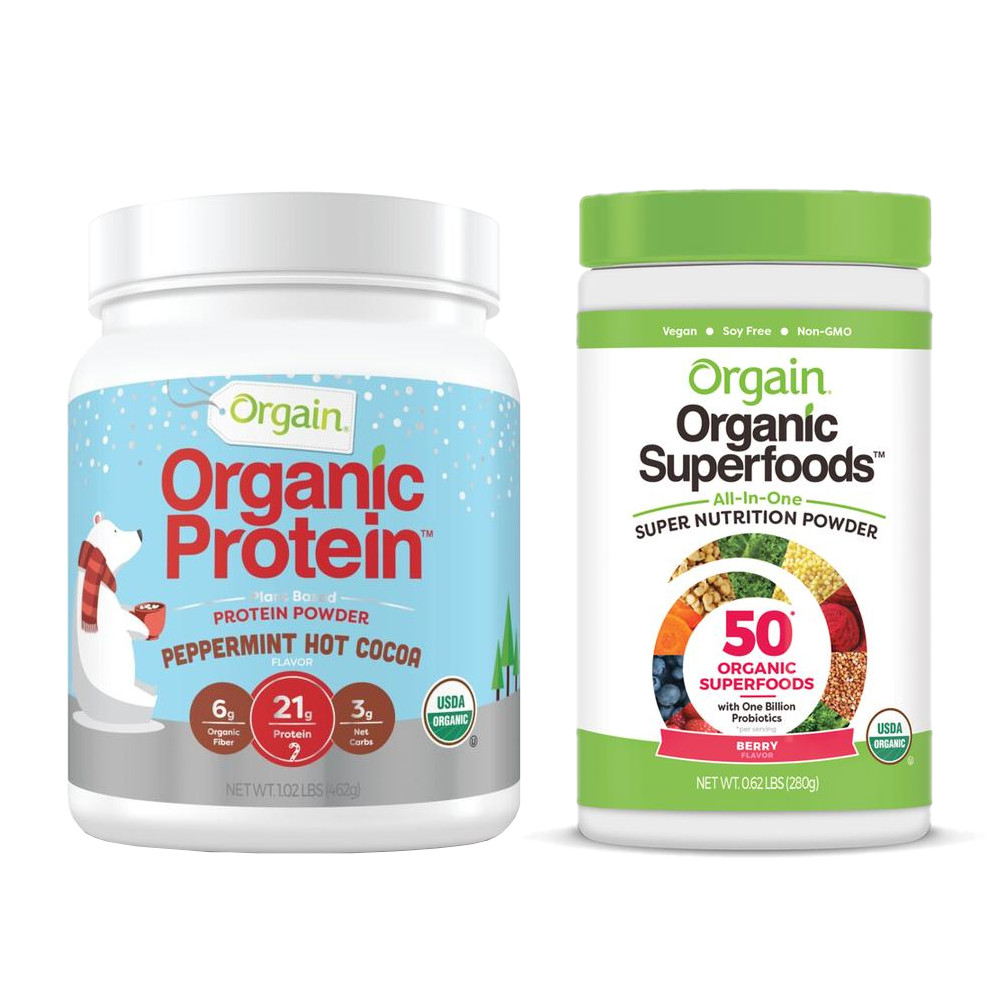 Orgain.
Organic
Protein™
Plant Based
PROTEIN POWDER
PEPPERMINT HOT COCOA
FLAVOR
6g
Organic
Fiber
21g
Protein
3g
Net
Carbs
USDA
ORGANIC
U
NET WT. 1.02 LBS (462g)
Vegan ● Soy Free ● Non-GMO
Orgain.
Organic
Superfoods™
All-In-One
SUPER NUTRITION POWDER
50*
ORGANIC
SUPERFOODS
with One Billion
Probiotics
*per serving
BERRY
FLAVOR
USDA
ORGANIC
U
NET WT. 0.62 LBS (280g)